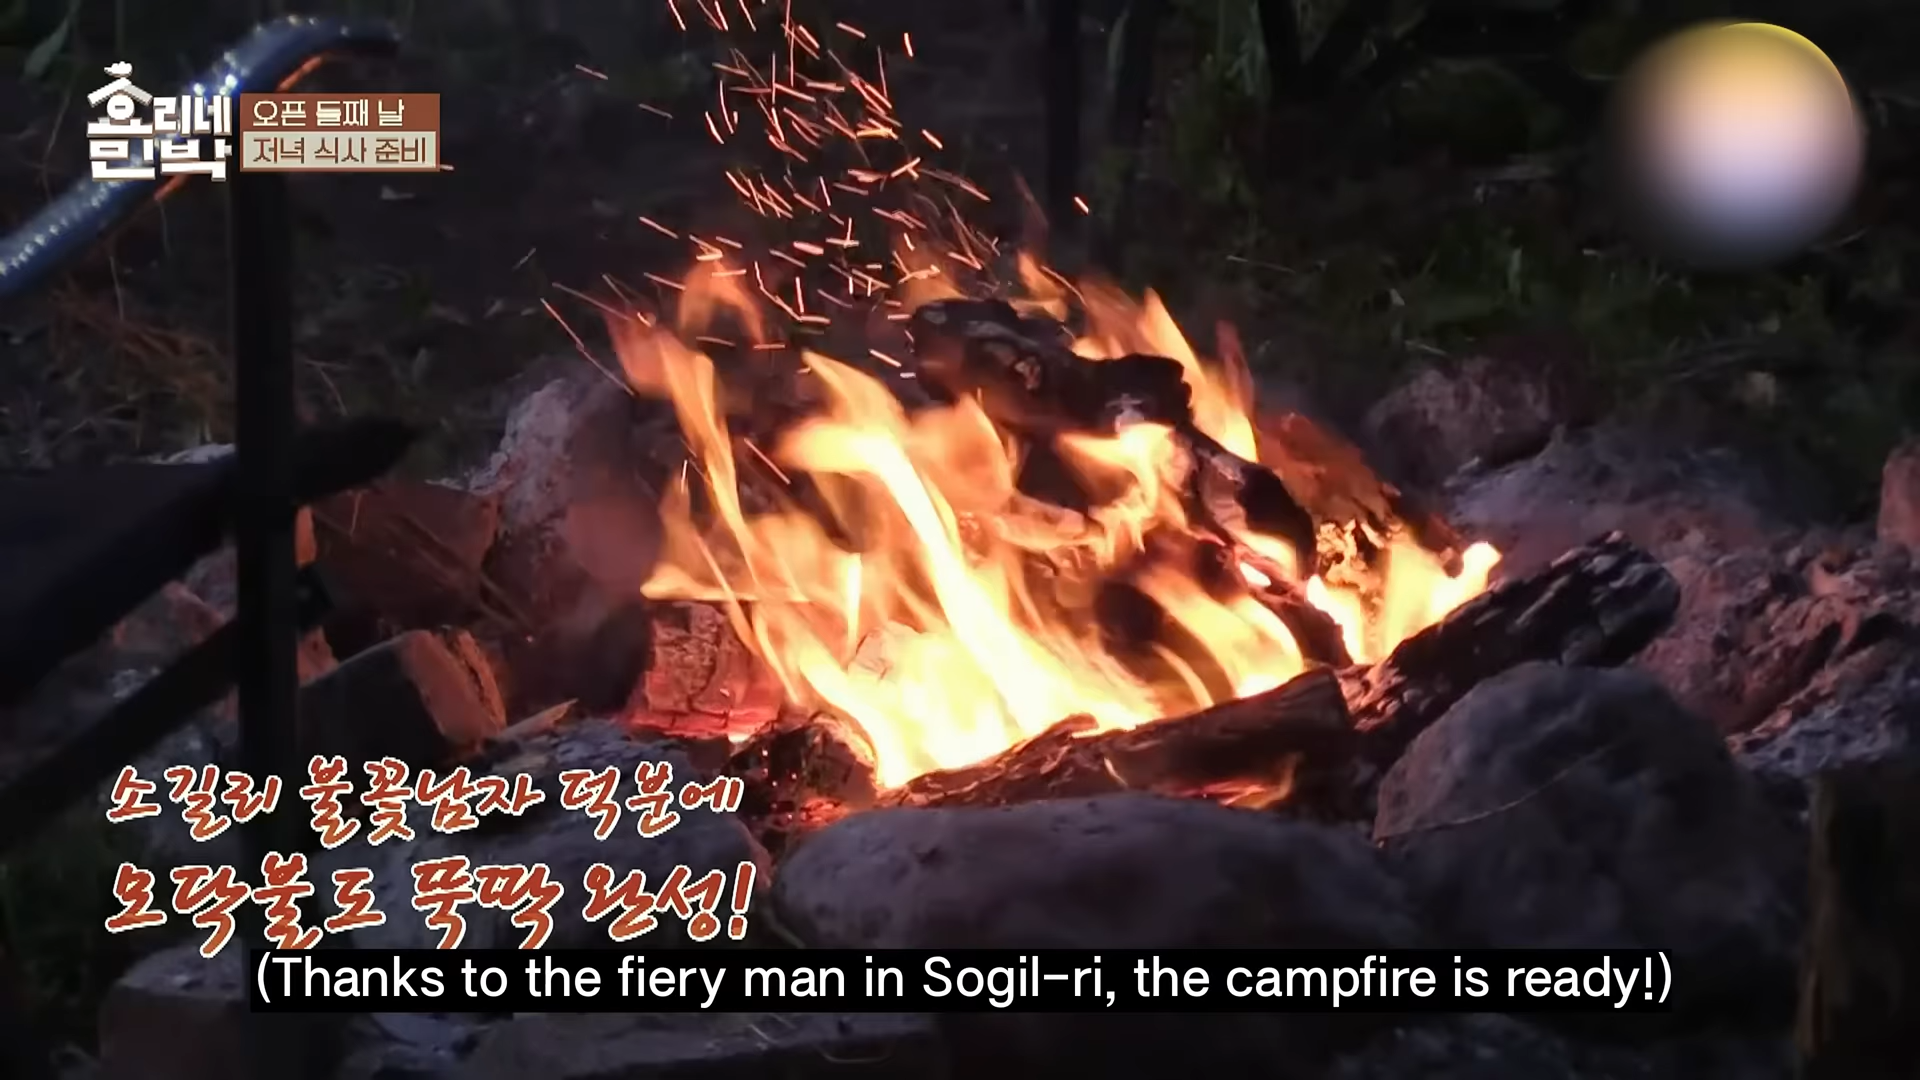 효리네
민박
오픈 둘째 날
저녁 식사 준비
소길리 불꽃남자 덕분에
모닥불도 뚝딱 완성!
(Thanks to the fiery man in Sogil-ri, the campfire is ready!)